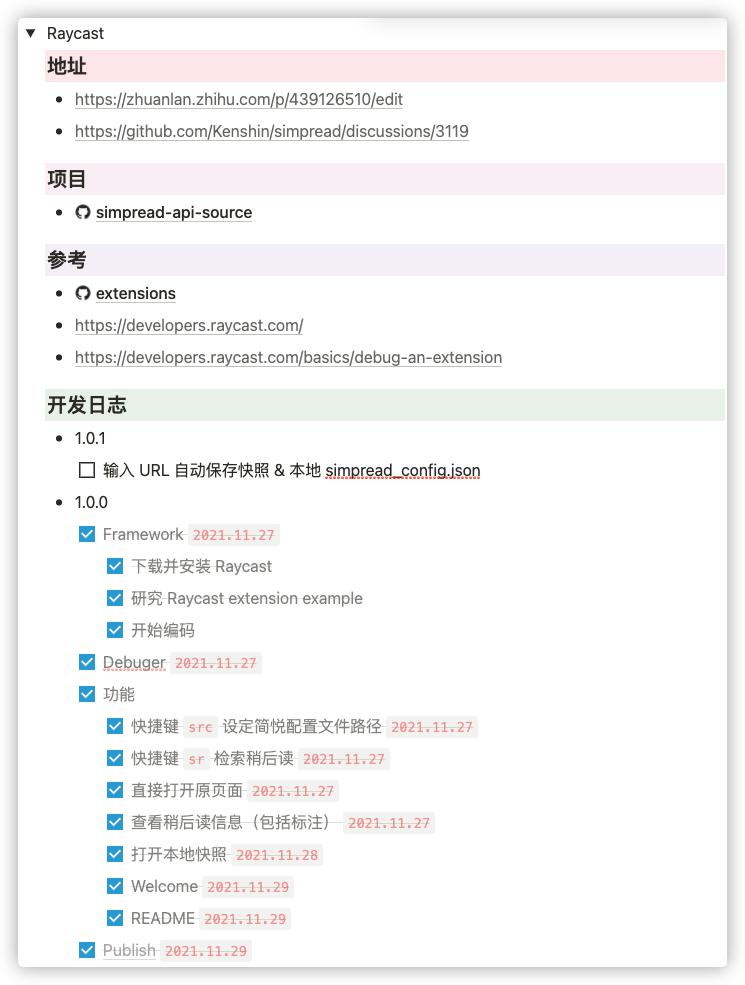 Raycast
地址
https://zhuanlan.zhihu.com/p/439126510/edit
https://github.com/Kenshin/simpread/discussions/3119
项目
simpread-api-source
参考
extensions
https://developers.raycast.com/
https://developers.raycast.com/basics/debug-an-extension
开发日志
1.0.1
输入 URL 自动保存快照 & 本地 simpread_config.json
1.0.0
Framework 2021.11.27
下载并安装 Raycast
研究 Raycast extension example
开始编码
Debuger 2021.11.27
功能
快捷键 src 设定简悦配置文件路径 2021.11.27
快捷键 sr 检索稍后读 2021.11.27
直接打开原页面 2021.11.27
查看稍后读信息（包括标注） 2021.11.27
打开本地快照 2021.11.28
Welcome 2021.11.29
README 2021.11.29
Publish 2021.11.29